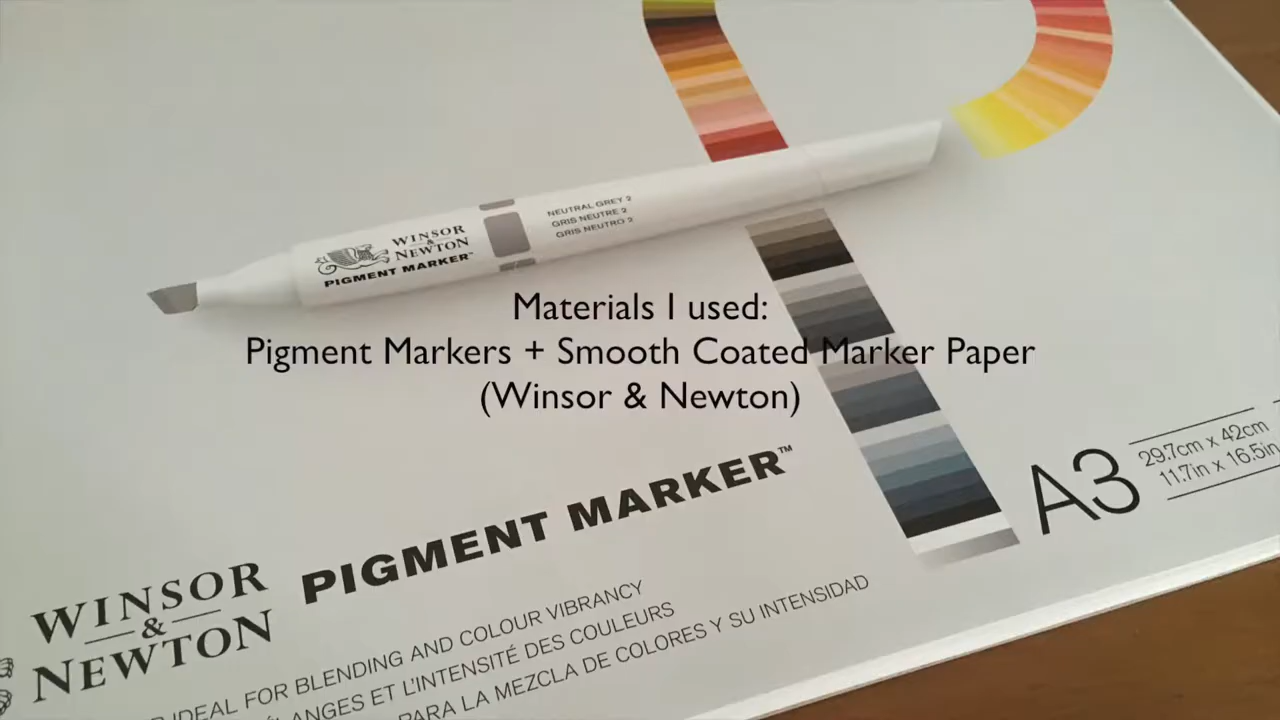 NEUTRAL GREY 2
GRIS NEUTRE 2
GRIS NEUTRO 2
WINSOR
&
NEWTON
PIGMENT MARKER™
Materials I used:
Pigment Markers + Smooth Coated Marker Paper
(Winsor & Newton)
PIGMENT MARKER™
A3
29.7cm x 42cm
11.7in x 16.5in
WINSOR
&
NEWTON
IDEAL FOR BLENDING AND COLOUR VIBRANCY
ET L'INTENSITÉ DES COULEURS
PARA LA MEZCLA DE COLORES Y SU INTENSIDAD